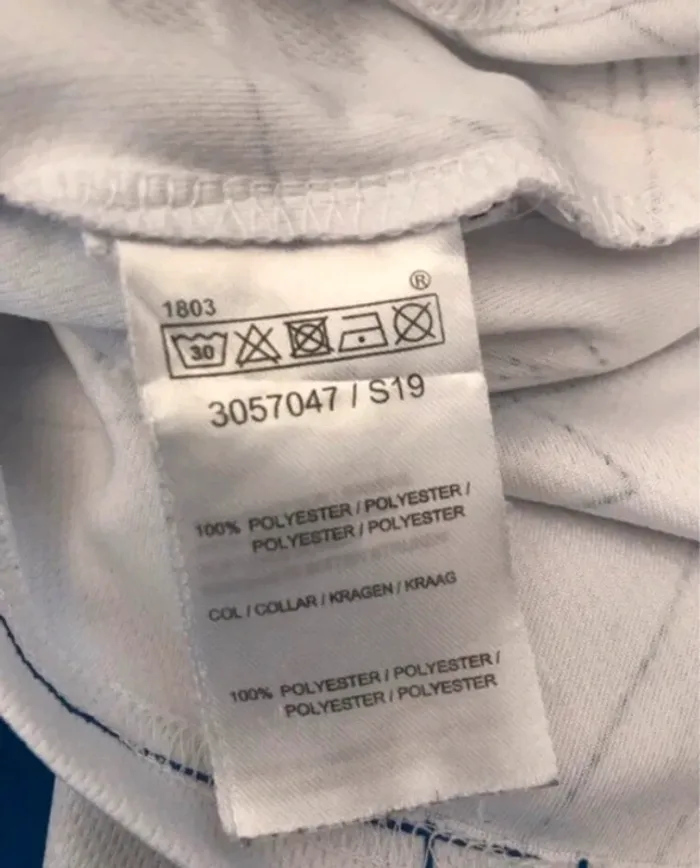 ®
1803
30
3057047 / S19
100% POLYESTER / POLYESTER /
POLYESTER / POLYESTER
COL / COLLAR / KRAGEN / KRAAG
100% POLYESTER / POLYESTER /
POLYESTER / POLYESTER